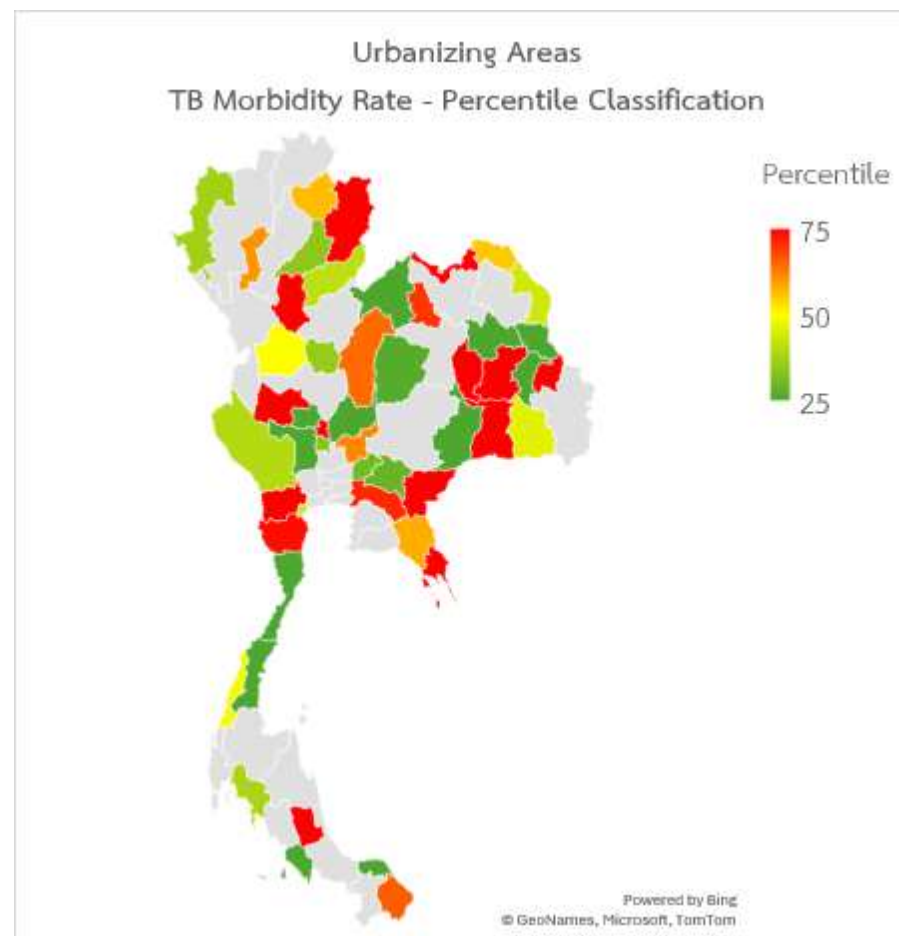 Urbanizing Areas
TB Morbidity Rate - Percentile Classification
Percentile
75
50
25
Powered by Bing
© GeoNames, Microsoft, TomTom